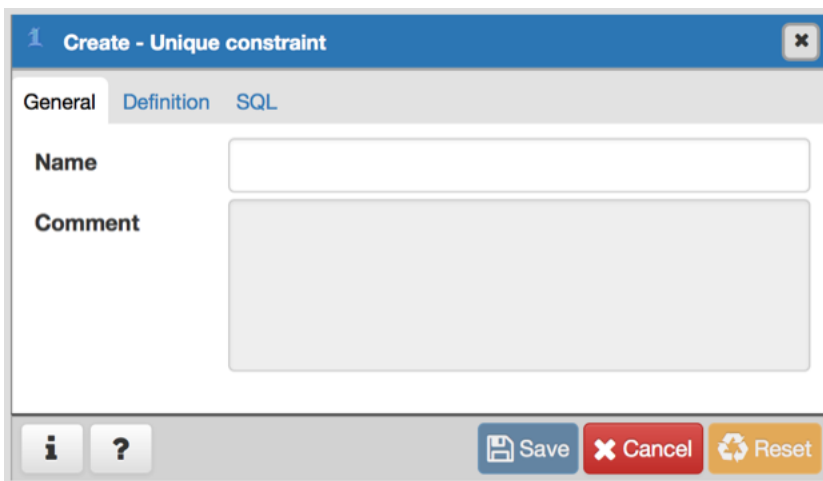 Create - Unique constraint
General Definition SQL
Name
Comment
i ? Save Cancel Reset